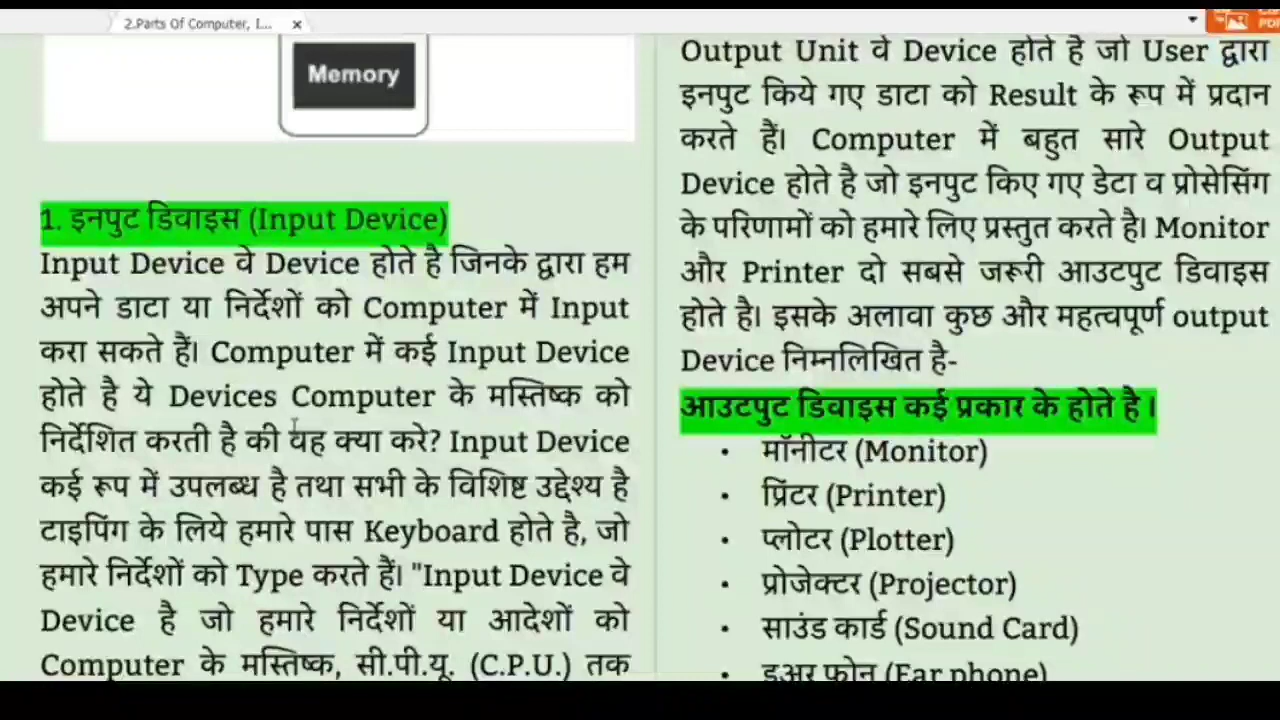 2.Parts Of Computer, I...
Memory
1. इनपुट डिवाइस (Input Device)
Input Device वे Device होते है जिनके द्वारा हम
अपने डाटा या निर्देशों को Computer में Input
करा सकते हैं। Computer में कई Input Device
होते है ये Devices Computer के मस्तिष्क को
निर्देशित करती है की वह क्या करे? Input Device
कई रूप में उपलब्ध है तथा सभी के विशिष्ट उद्देश्य है
टाइपिंग के लिये हमारे पास Keyboard होते है, जो
हमारे निर्देशों को Type करते हैं। "Input Device वे
Device है जो हमारे निर्देशों या आदेशों को
Computer के मस्तिष्क, सी.पी.यू. (C.P.U.) तक
Output Unit वे Device होते है जो User द्वारा
इनपुट किये गए डाटा को Result के रूप में प्रदान
करते हैं। Computer में बहुत सारे Output
Device होते है जो इनपुट किए गए डेटा व प्रोसेसिंग
के परिणामों को हमारे लिए प्रस्तुत करते है। Monitor
और Printer दो सबसे जरूरी आउटपुट डिवाइस
होते है। इसके अलावा कुछ और महत्वपूर्ण output
Device निम्नलिखित है-
आउटपुट डिवाइस कई प्रकार के होते है ।
• मॉनीटर (Monitor)
• प्रिंटर (Printer)
• प्लोटर (Plotter)
• प्रोजेक्टर (Projector)
• साउंड कार्ड (Sound Card)
• इअर फोन (Ear phone)